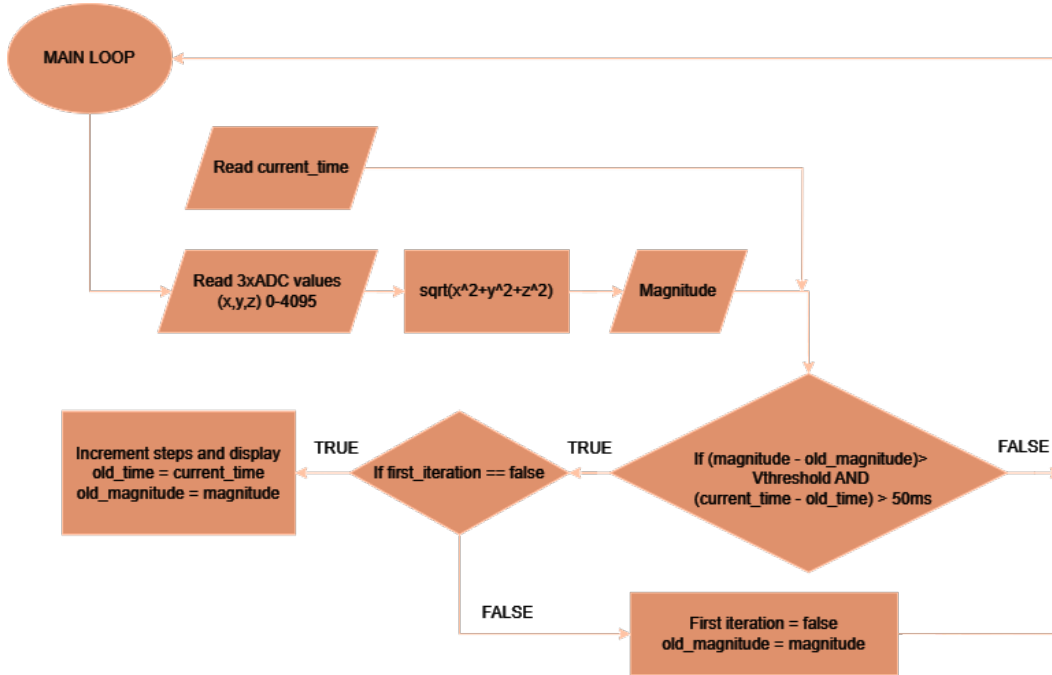 MAIN LOOP
Read current_time
Read 3xADC values
(x,y,z) 0-4095
sqrt(x^2+y^2+z^2)
Magnitude
If (magnitude - old_magnitude)>
Vthreshold AND
(current_time - old_time) > 50ms
FALSE
TRUE
If first_iteration == false
TRUE
Increment steps and display
old_time = current_time
old_magnitude = magnitude
FALSE
First iteration = false
old_magnitude = magnitude